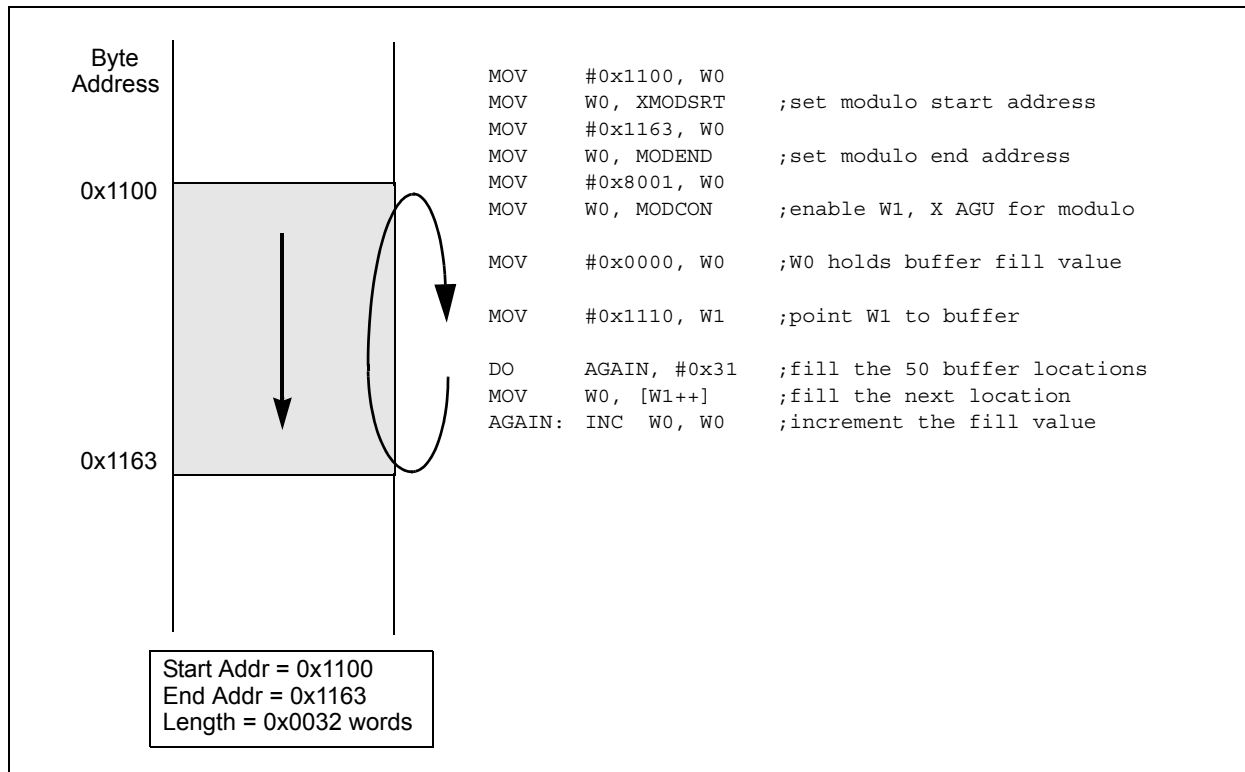 Byte
Address
0x1100
0x1163
MOV #0x1100, W0
MOV W0, XMODSRT ;set modulo start address
MOV #0x1163, W0
MOV W0, MODEND ;set modulo end address
MOV #0x8001, W0
MOV W0, MODCON ;enable W1, X AGU for modulo
MOV #0x0000, W0 ;W0 holds buffer fill value
MOV #0x1110, W1 ;point W1 to buffer
DO AGAIN, #0x31 ;fill the 50 buffer locations
MOV W0, [W1++] ;fill the next location
AGAIN: INC W0, W0 ;increment the fill value
Start Addr = 0x1100
End Addr = 0x1163
Length = 0x0032 words